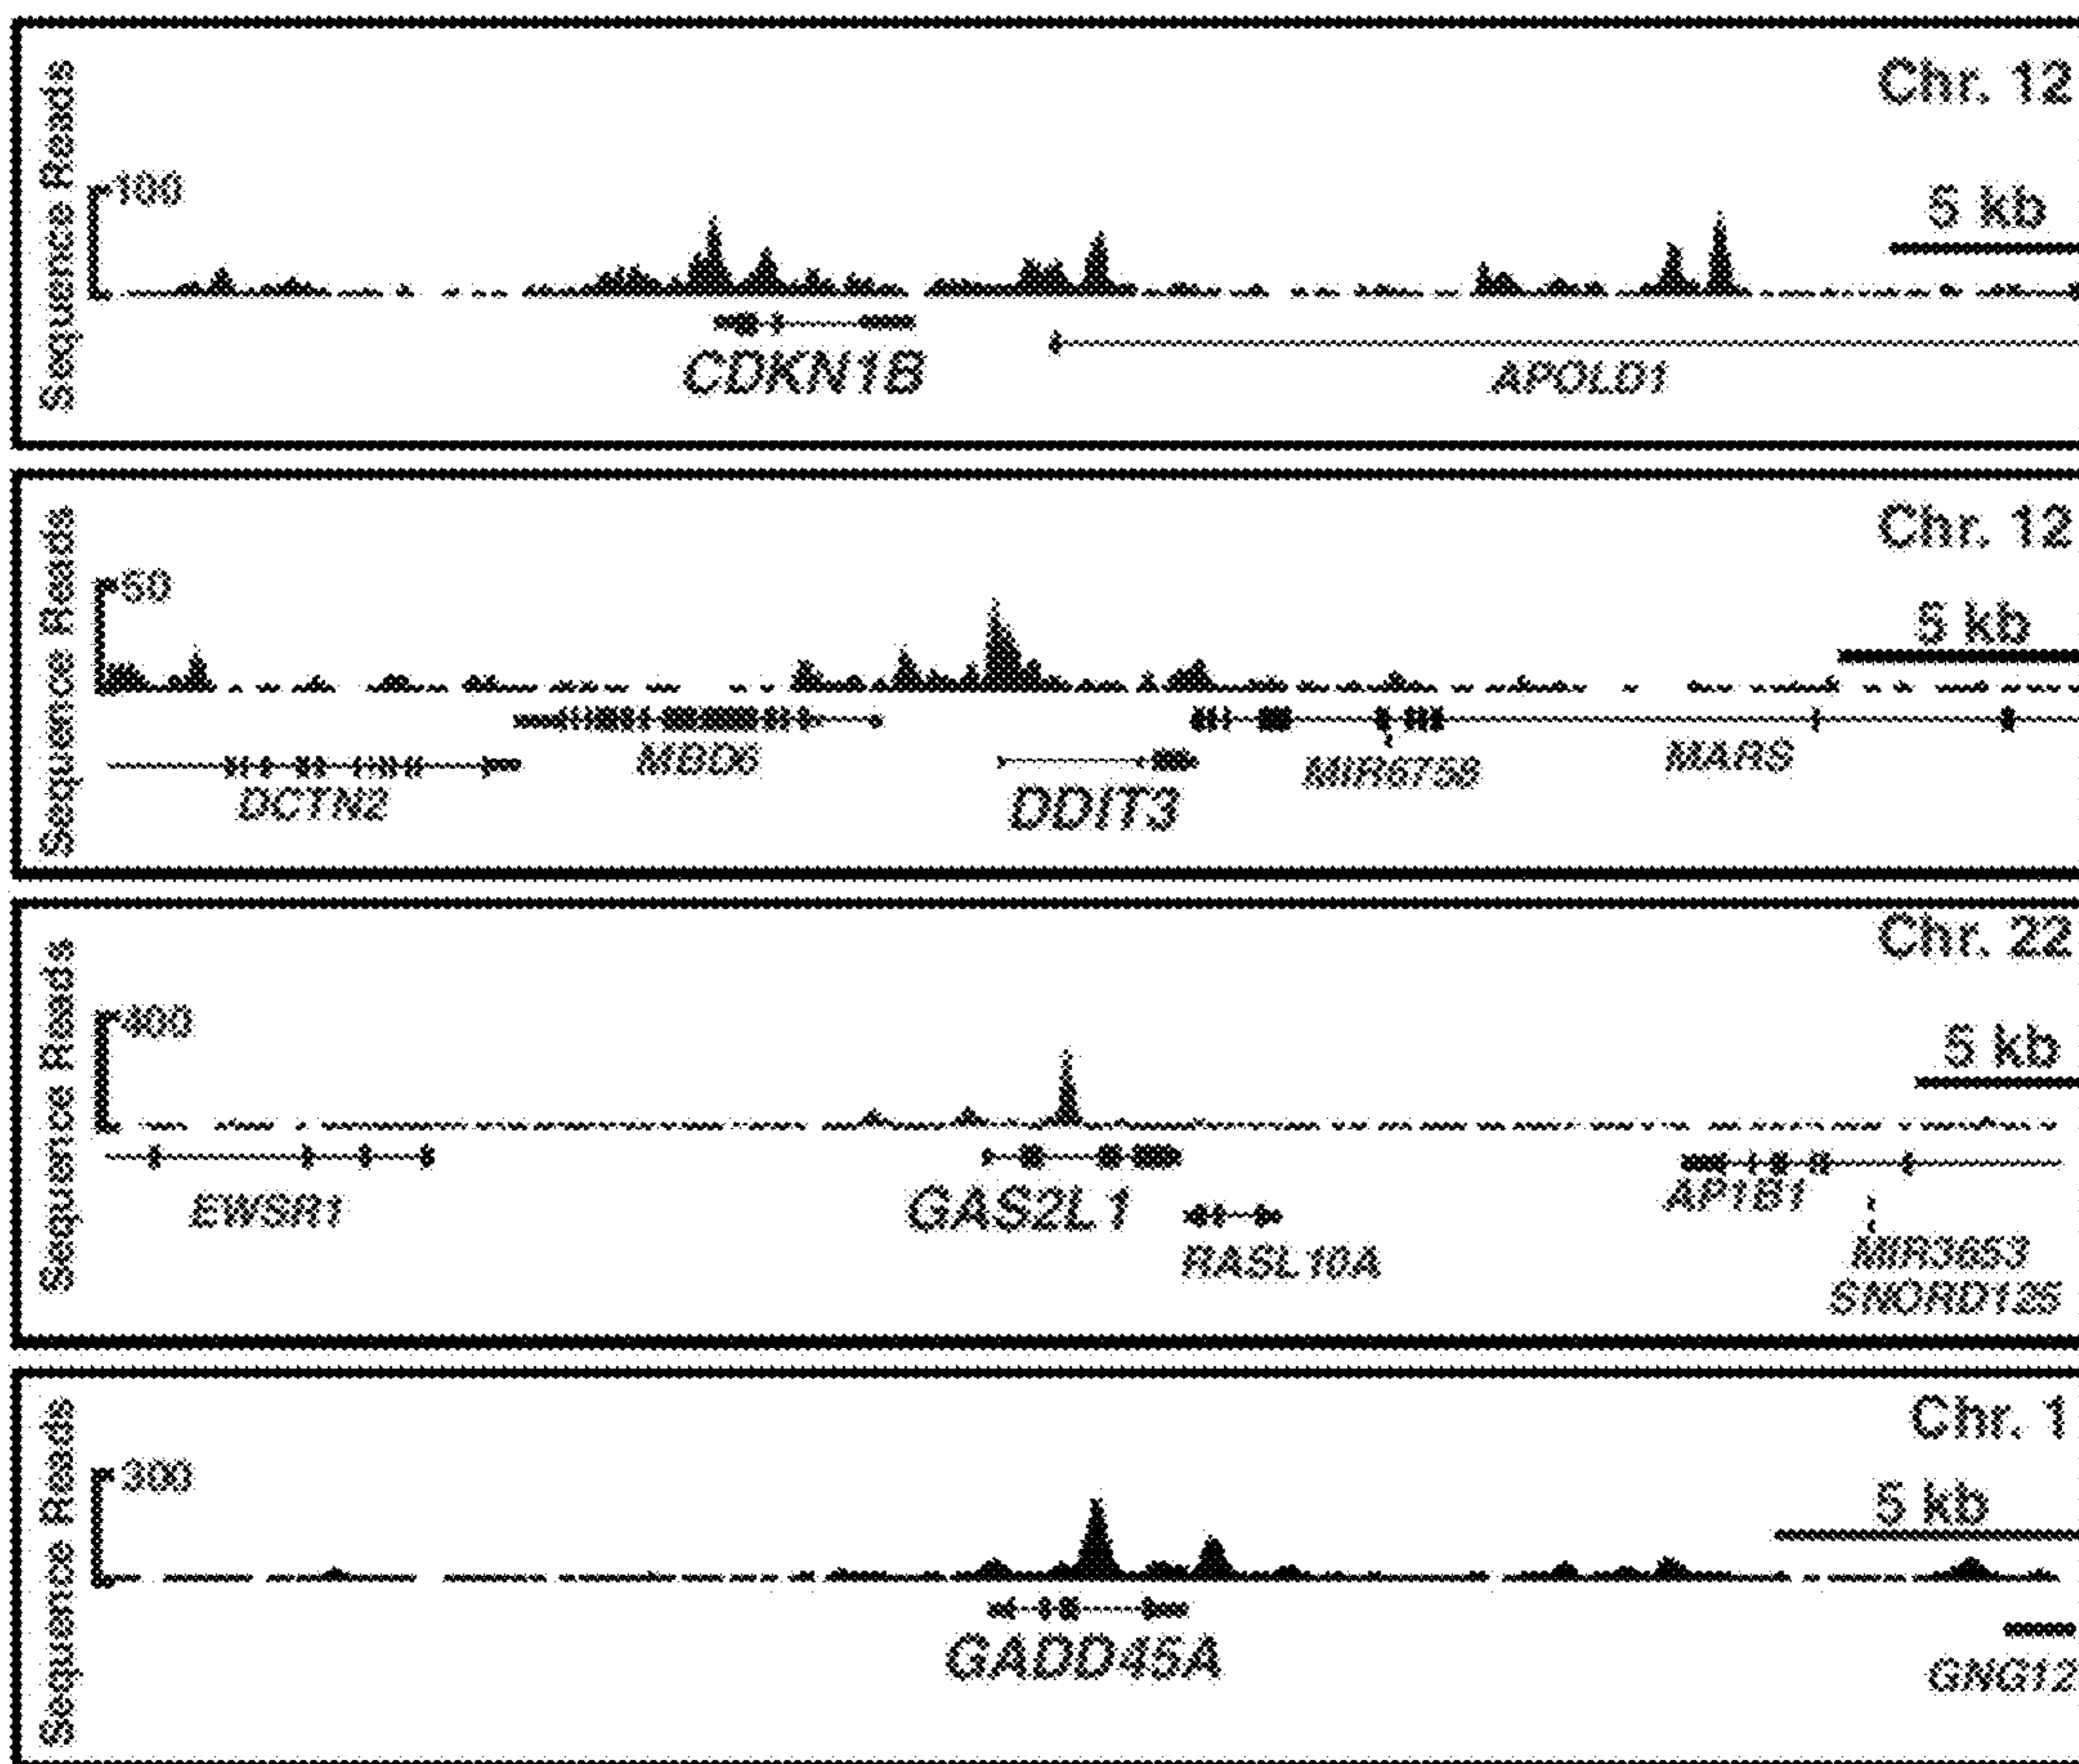 Sequence Reads
Chr. 12
100
5 kb
CDKN1B
APOLD1
Sequence Reads
Chr. 12
50
5 kb
MBD6
MIR6759
MARS
DCTN2
DDIT3
Sequence Reads
Chr. 22
400
5 kb
EWSR1
GAS2L1
AP1B1
RASL10A
MIR3653
SNORD125
Sequence Reads
Chr. 1
300
5 kb
GADD45A
GNG12